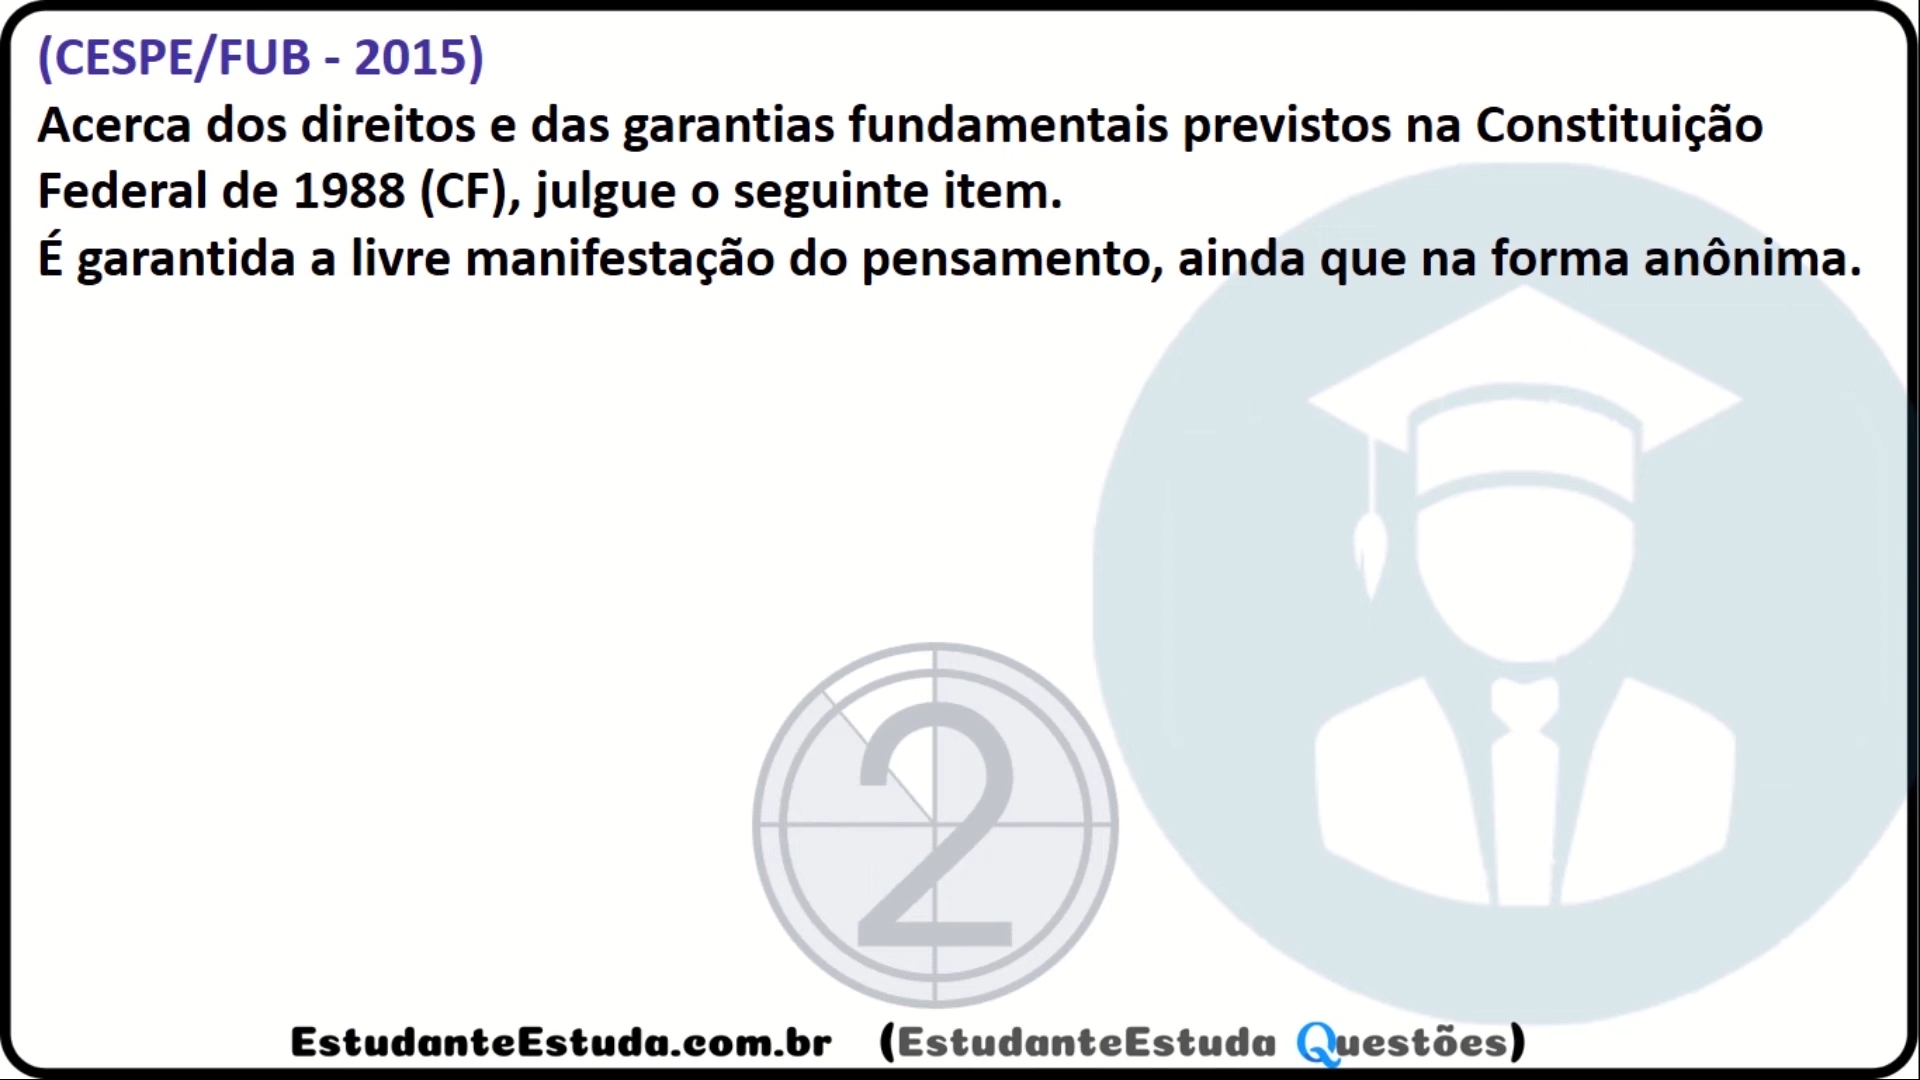 (CESPE/FUB - 2015)
Acerca dos direitos e das garantias fundamentais previstos na Constituição
Federal de 1988 (CF), julgue o seguinte item.
É garantida a livre manifestação do pensamento, ainda que na forma anônima.
2
EstudanteEstuda.com.br (EstudanteEstuda Questões)